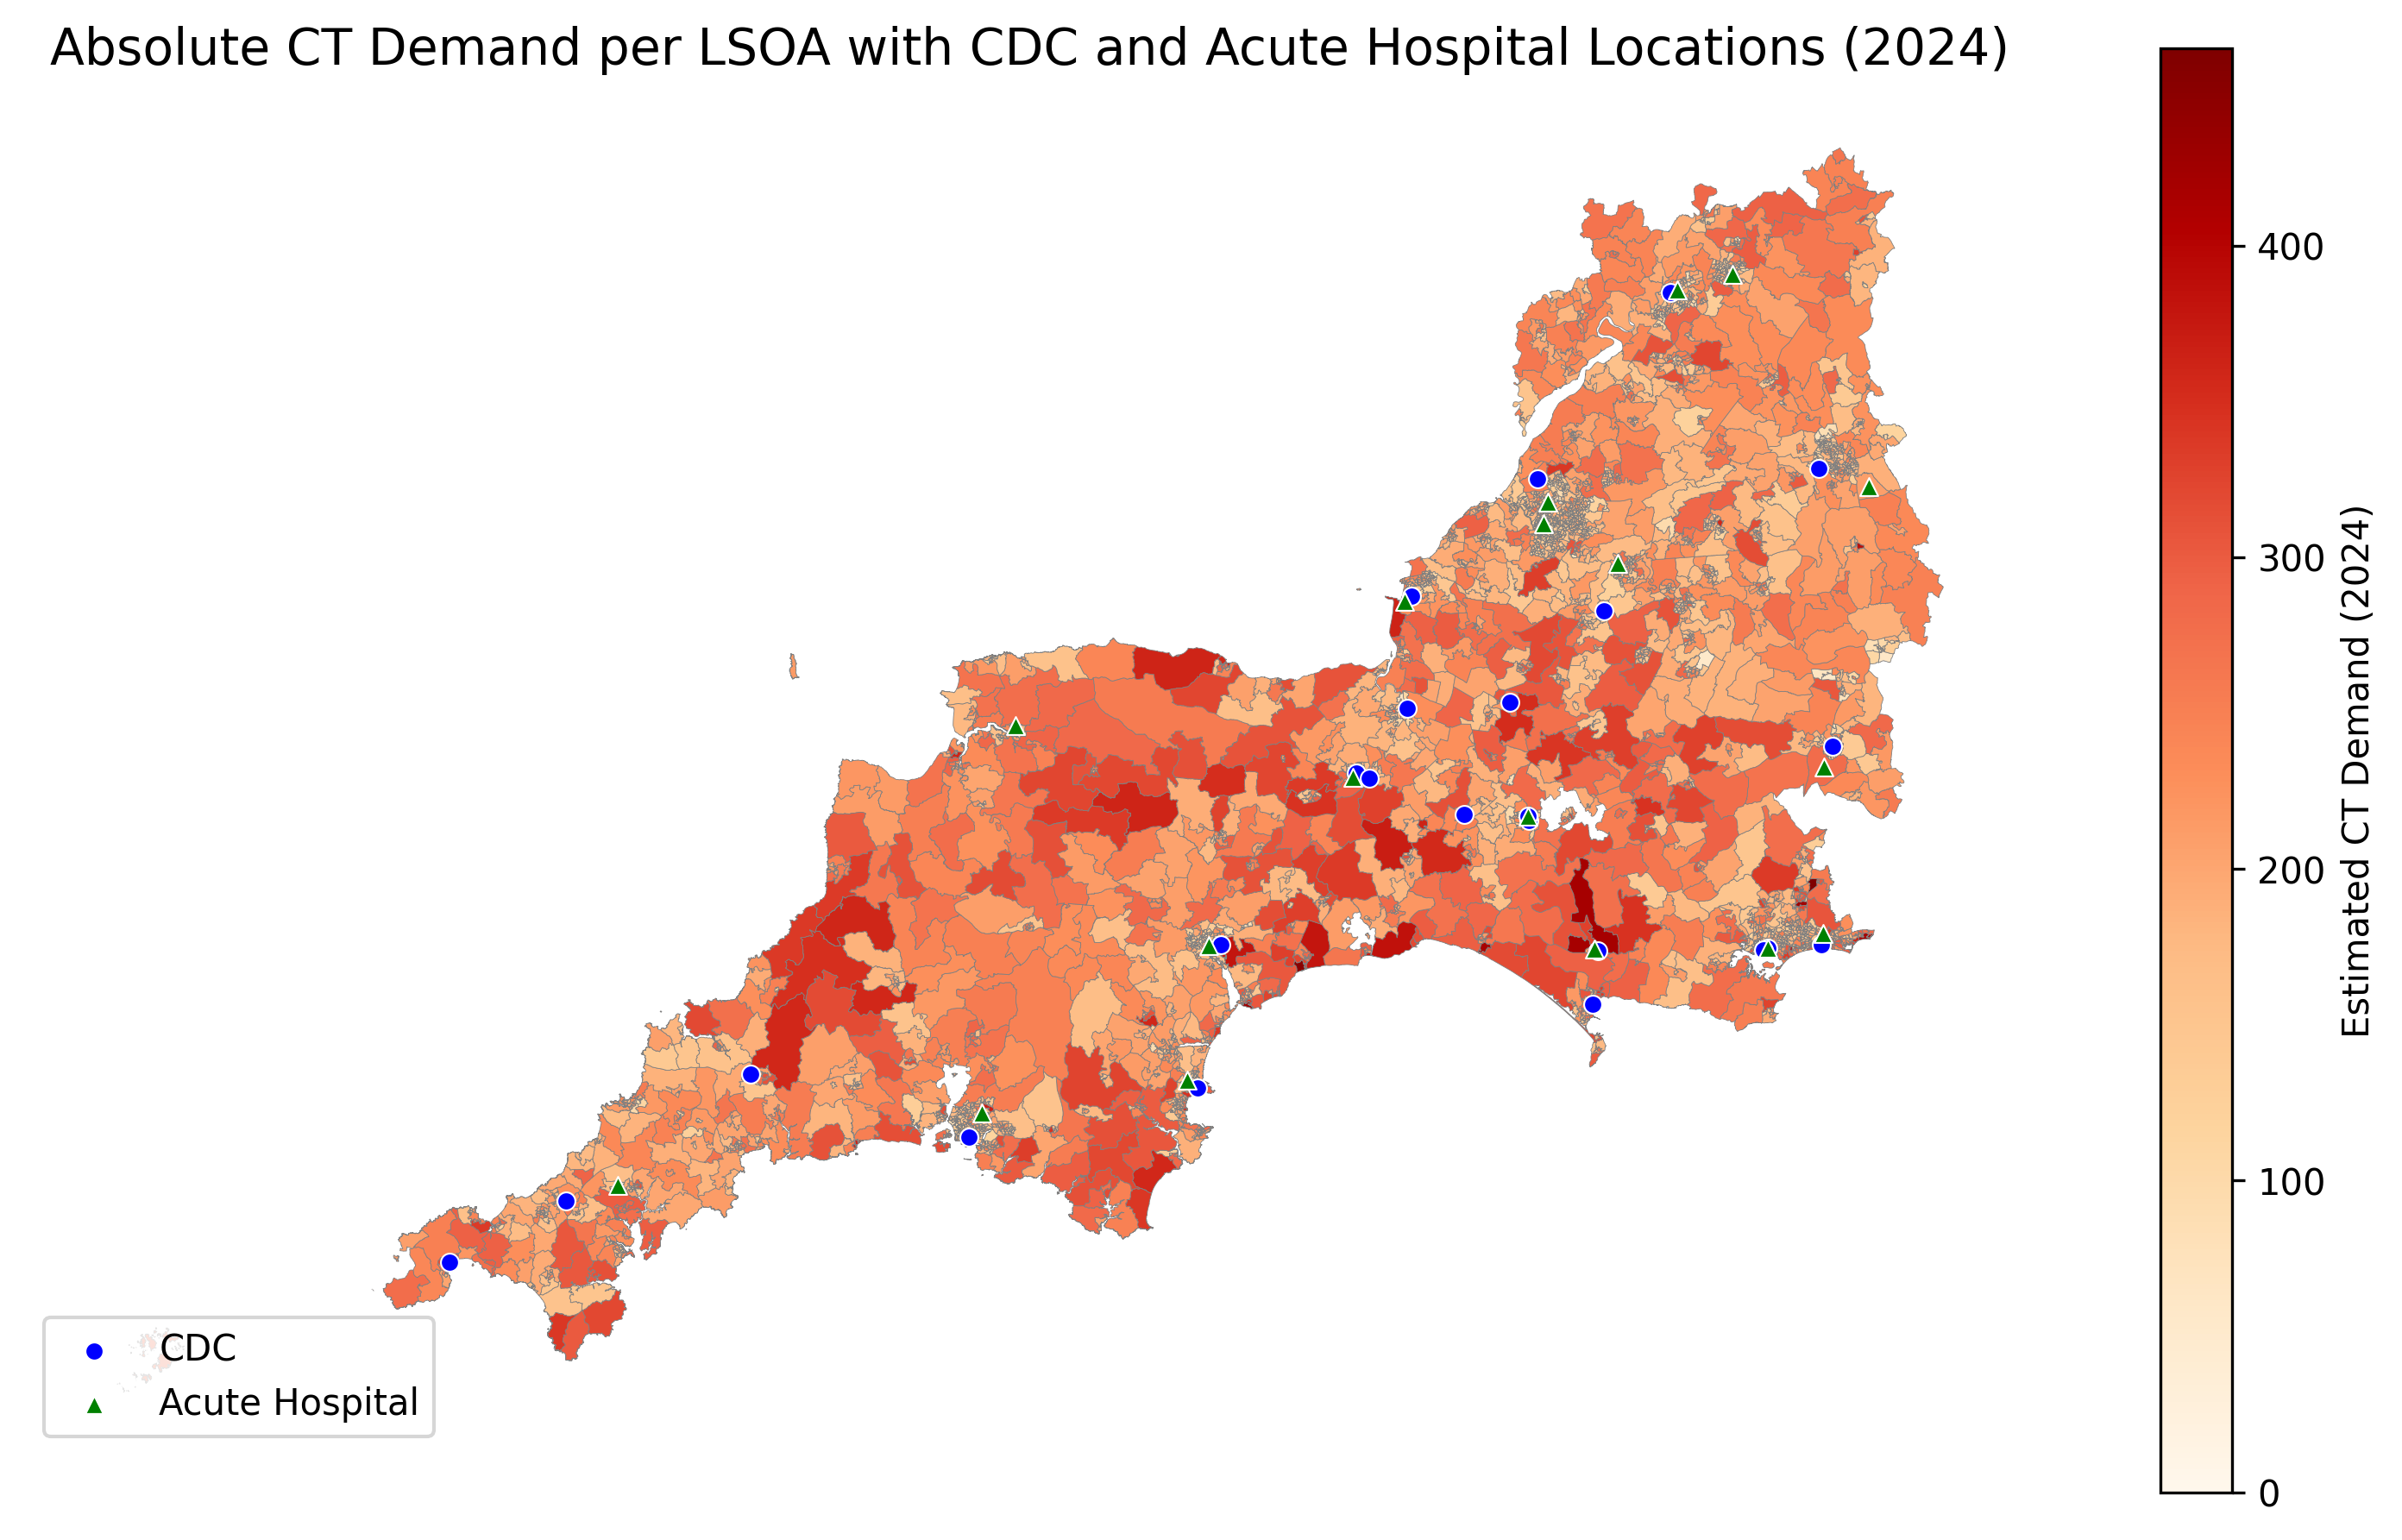 Absolute CT Demand per LSOA with CDC and Acute Hospital Locations (2024)
400
300
200
100
0
Estimated CT Demand (2024)
CDC
Acute Hospital